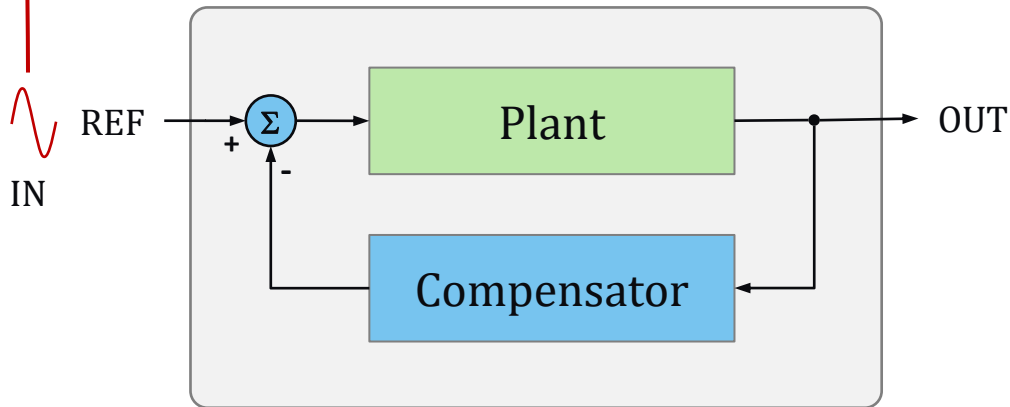 REF
Σ
+
-
Plant
OUT
IN
Compensator